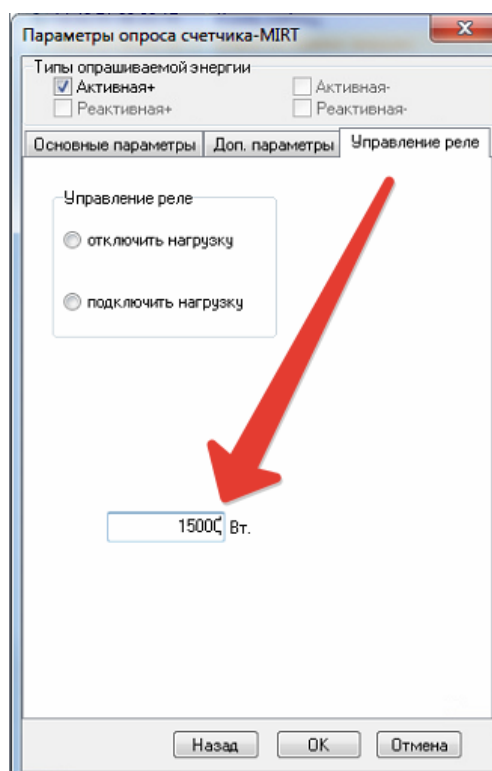 Параметры опроса счетчика-MIRT
Типы опрашиваемой энергии
Активная+ Активная-
Реактивная+ Реактивная-
Основные параметры Доп. параметры Управление реле
Управление реле
отключить нагрузку
подключить нагрузку
15000 Вт.
Назад OK Отмена